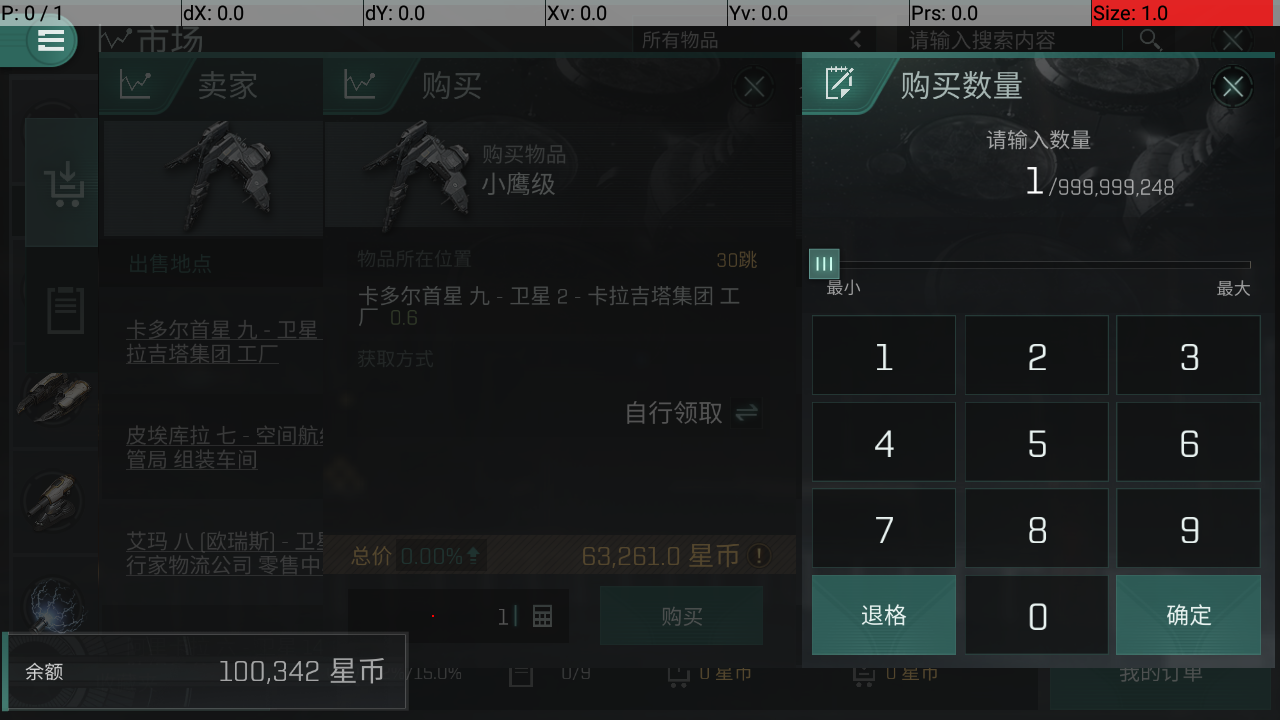 P: 0 / 1 dX: 0.0 dY: 0.0 Xv: 0.0 Yv: 0.0 Prs: 0.0 Size: 1.0
市场 所有物品 请输入搜索内容
卖家
出售地点
卡多尔首星 九 - 卫星
拉吉塔集团 工厂
皮埃库拉 七 - 空间航
管局 组装车间
艾玛 八 [欧瑞斯] - 卫星
行家物流公司 零售中
购买
购买物品
小鹰级
物品所在位置 30跳
卡多尔首星 九 - 卫星 2 - 卡拉吉塔集团 工
厂 0.6
获取方式
自行领取
总价 0.00% 63,261.0 星币
1 购买
购买数量
请输入数量
1 /999,999,248
最小 最大
1 2 3
4 5 6
7 8 9
退格 0 确定
余额 100,342 星币
/15.0% 0/9 0 星币 0 星币 我的订单